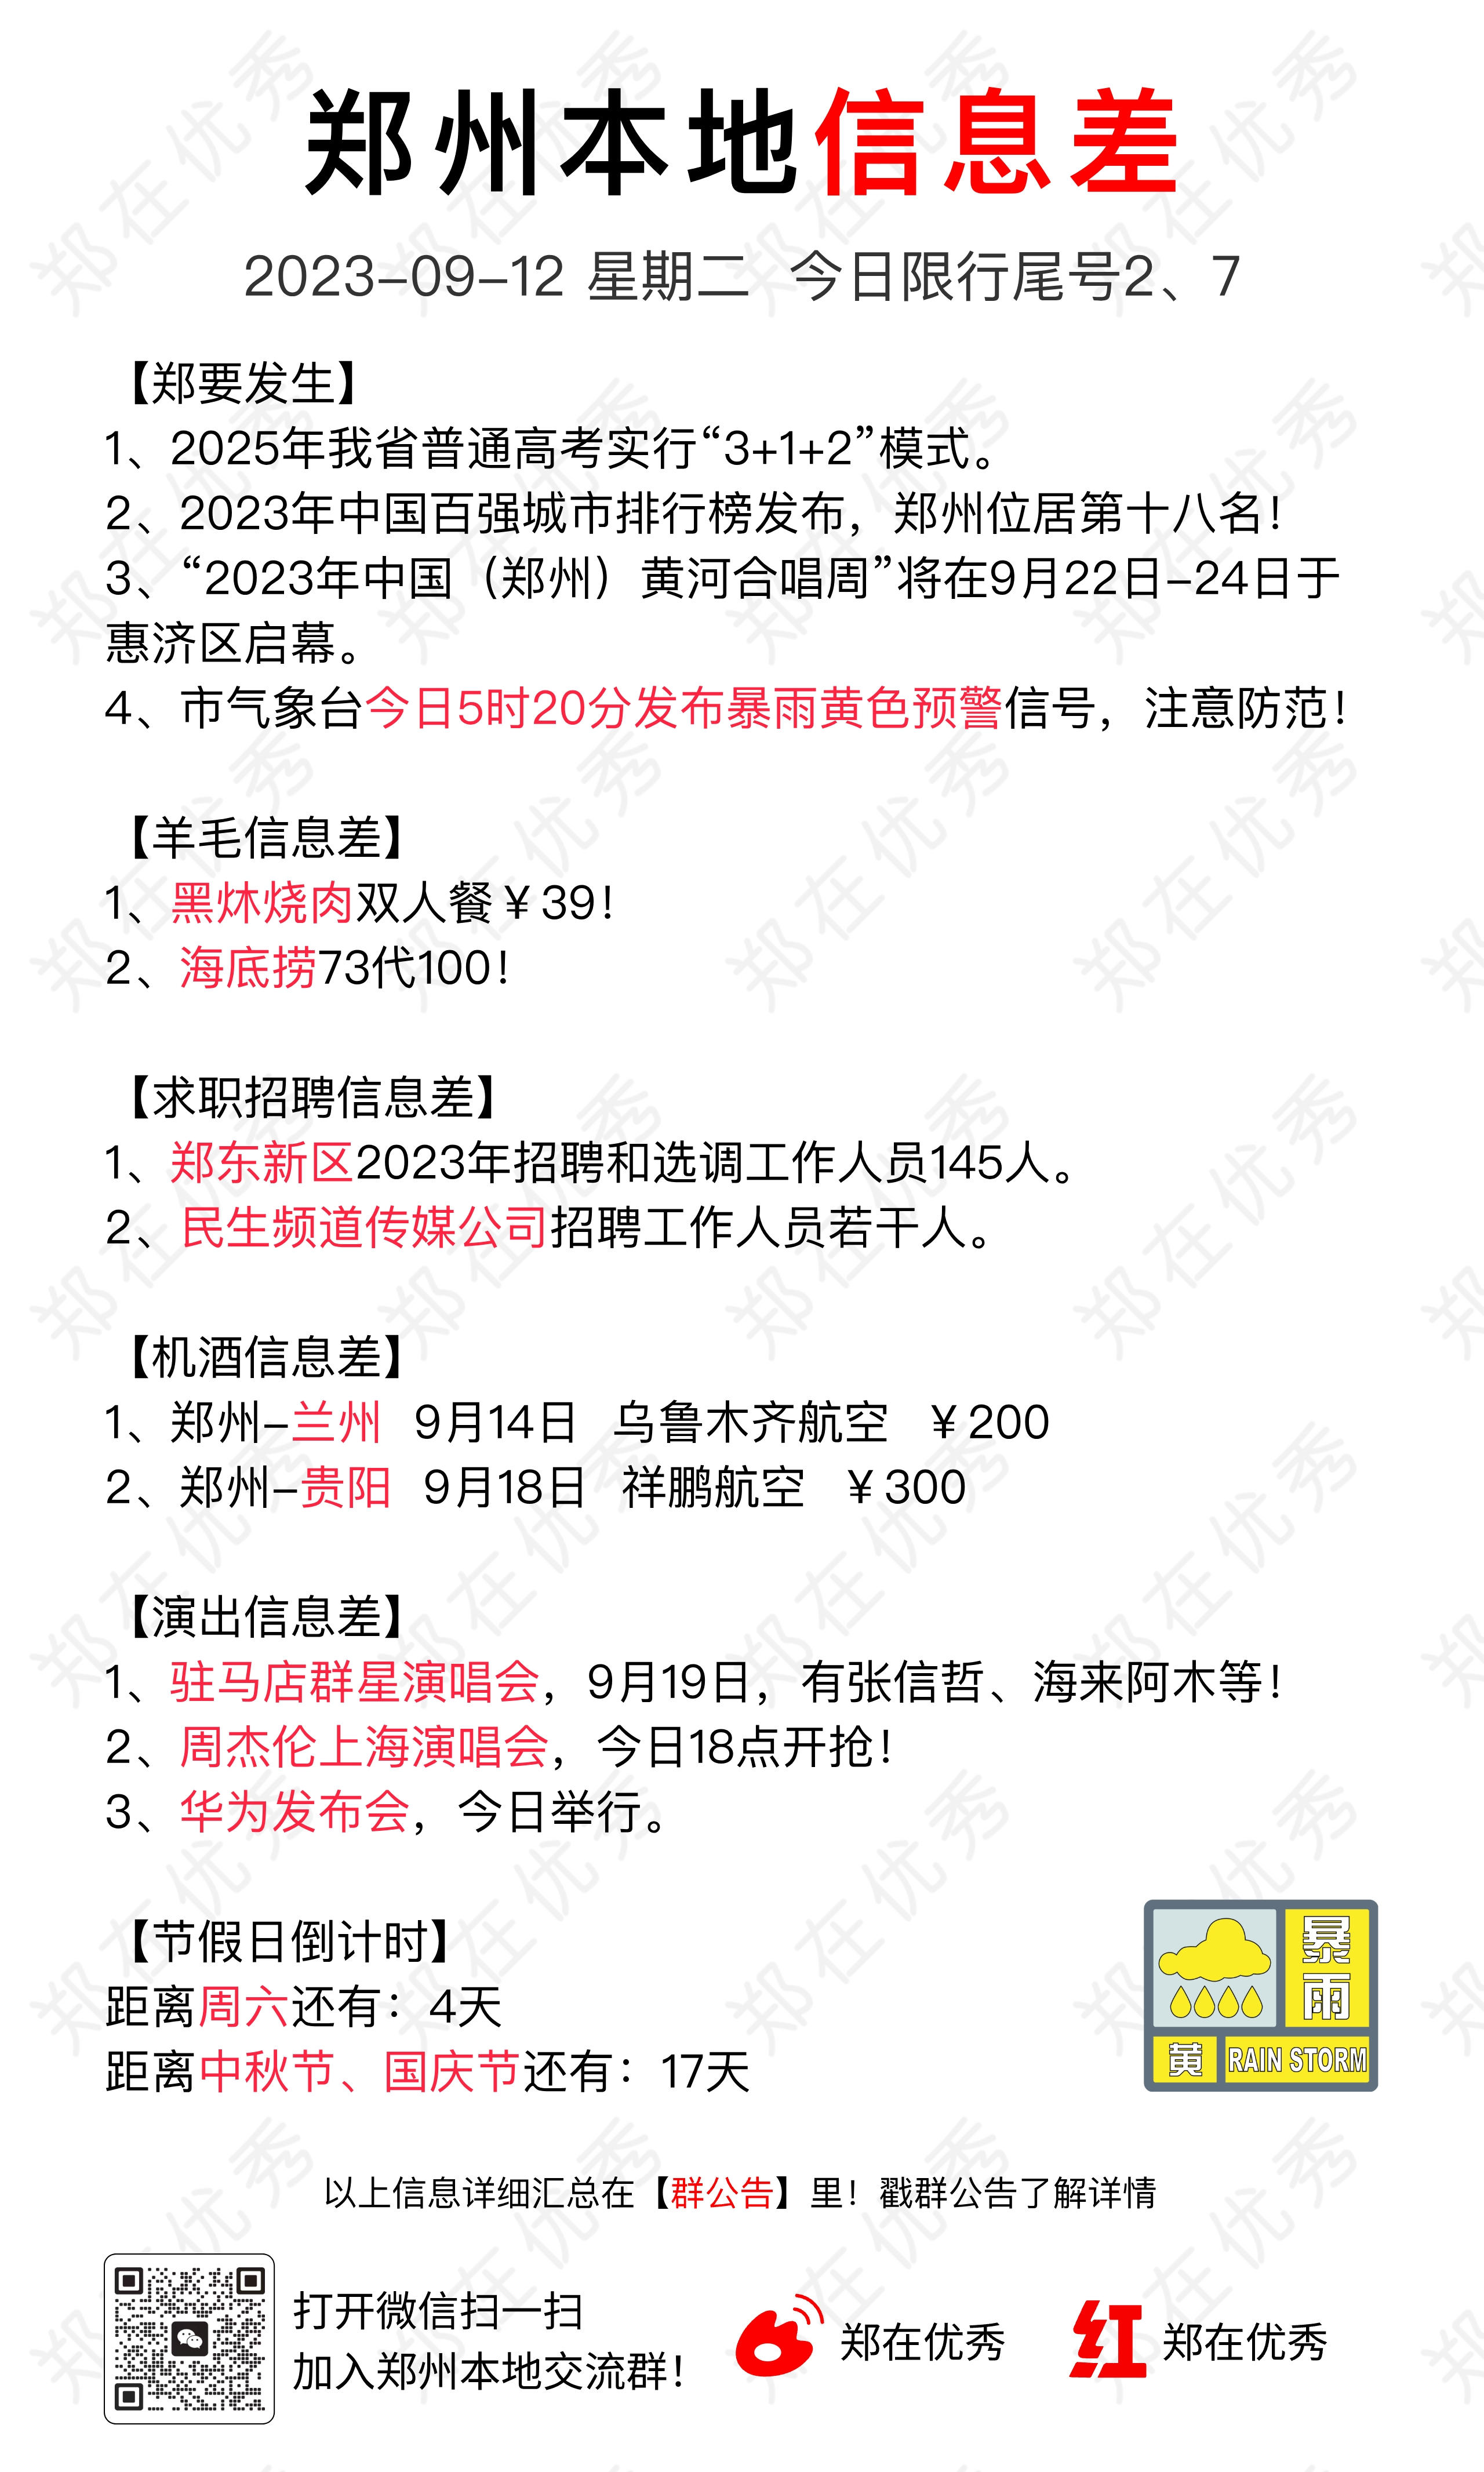 郑州本地信息差
2023-09-12 星期二 今日限行尾号2、7
【郑要发生】
1、2025年我省普通高考实行“3+1+2”模式。
2、2023年中国百强城市排行榜发布，郑州位居第十八名！
3、“2023年中国（郑州）黄河合唱周”将在9月22日-24日于
惠济区启幕。
4、市气象台今日5时20分发布暴雨黄色预警信号，注意防范！
【羊毛信息差】
1、黑炑烧肉双人餐￥39！
2、海底捞73代100！
【求职招聘信息差】
1、郑东新区2023年招聘和选调工作人员145人。
2、民生频道传媒公司招聘工作人员若干人。
【机酒信息差】
1、郑州-兰州 9月14日 乌鲁木齐航空 ￥200
2、郑州-贵阳 9月18日 祥鹏航空 ￥300
【演出信息差】
1、驻马店群星演唱会，9月19日，有张信哲、海来阿木等！
2、周杰伦上海演唱会，今日18点开抢！
3、华为发布会，今日举行。
【节假日倒计时】
距离周六还有：4天
距离中秋节、国庆节还有：17天
暴雨
黄 RAIN STORM
以上信息详细汇总在【群公告】里！戳群公告了解详情
打开微信扫一扫
加入郑州本地交流群！
郑在优秀
红 郑在优秀